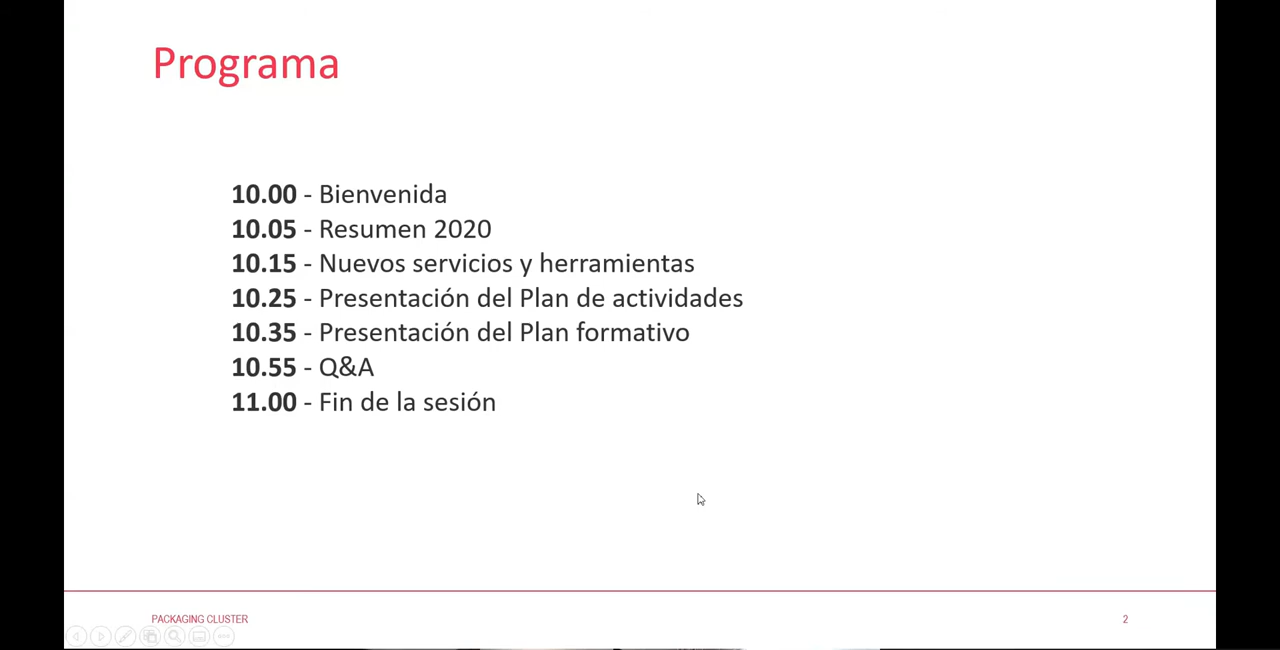 Programa
10.00 - Bienvenida
10.05 - Resumen 2020
10.15 - Nuevos servicios y herramientas
10.25 - Presentación del Plan de actividades
10.35 - Presentación del Plan formativo
10.55 - Q&A
11.00 - Fin de la sesión
PACKAGING CLUSTER
2